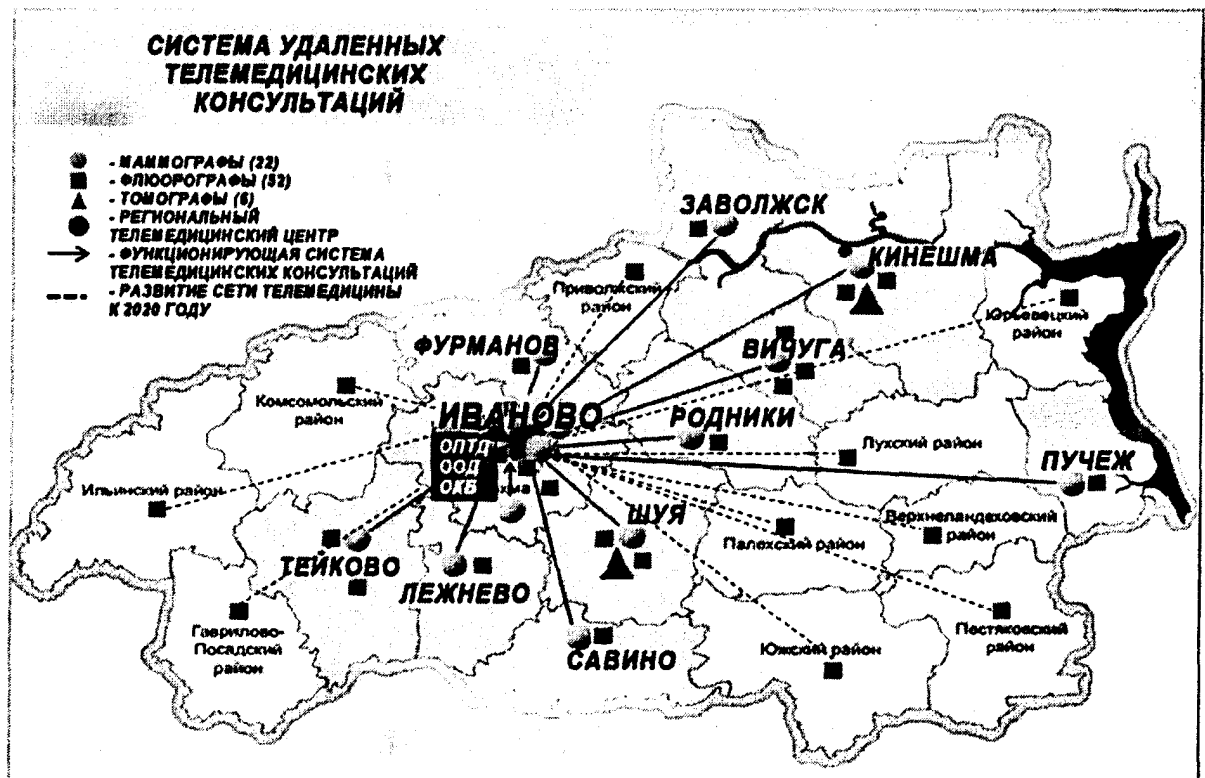 СИСТЕМА УДАЛЕННЫХ
ТЕЛЕМЕДИЦИНСКИХ
КОНСУЛЬТАЦИЙ
- МАММОГРАФЫ (22)
- ФЛЮОРОГРАФЫ (52)
- ТОМОГРАФЫ (6)
- РЕГИОНАЛЬНЫЙ
ТЕЛЕМЕДИЦИНСКИЙ ЦЕНТР
- ФУНКЦИОНИРУЮЩАЯ СИСТЕМА
ТЕЛЕМЕДИЦИНСКИХ КОНСУЛЬТАЦИЙ
- РАЗВИТИЕ СЕТИ ТЕЛЕМЕДИЦИНЫ
К 2020 ГОДУ
ЗАВОЛЖСК
КИНЕШМА
Приволжский
район
Юрьевецкий
район
ФУРМАНОВ
ВИЧУГА
Комсомольский
район
ИВАНОВО
РОДНИКИ
ОПТД
ООД
ОКБ
Лухский район
ПУЧЕЖ
Ильинский район
ШУЯ
Верхнеландеховский
район
Палехский район
ТЕЙКОВО
ЛЕЖНЕВО
Гаврилово-
Посадский
район
САВИНО
Южский район
Пестяковский
район